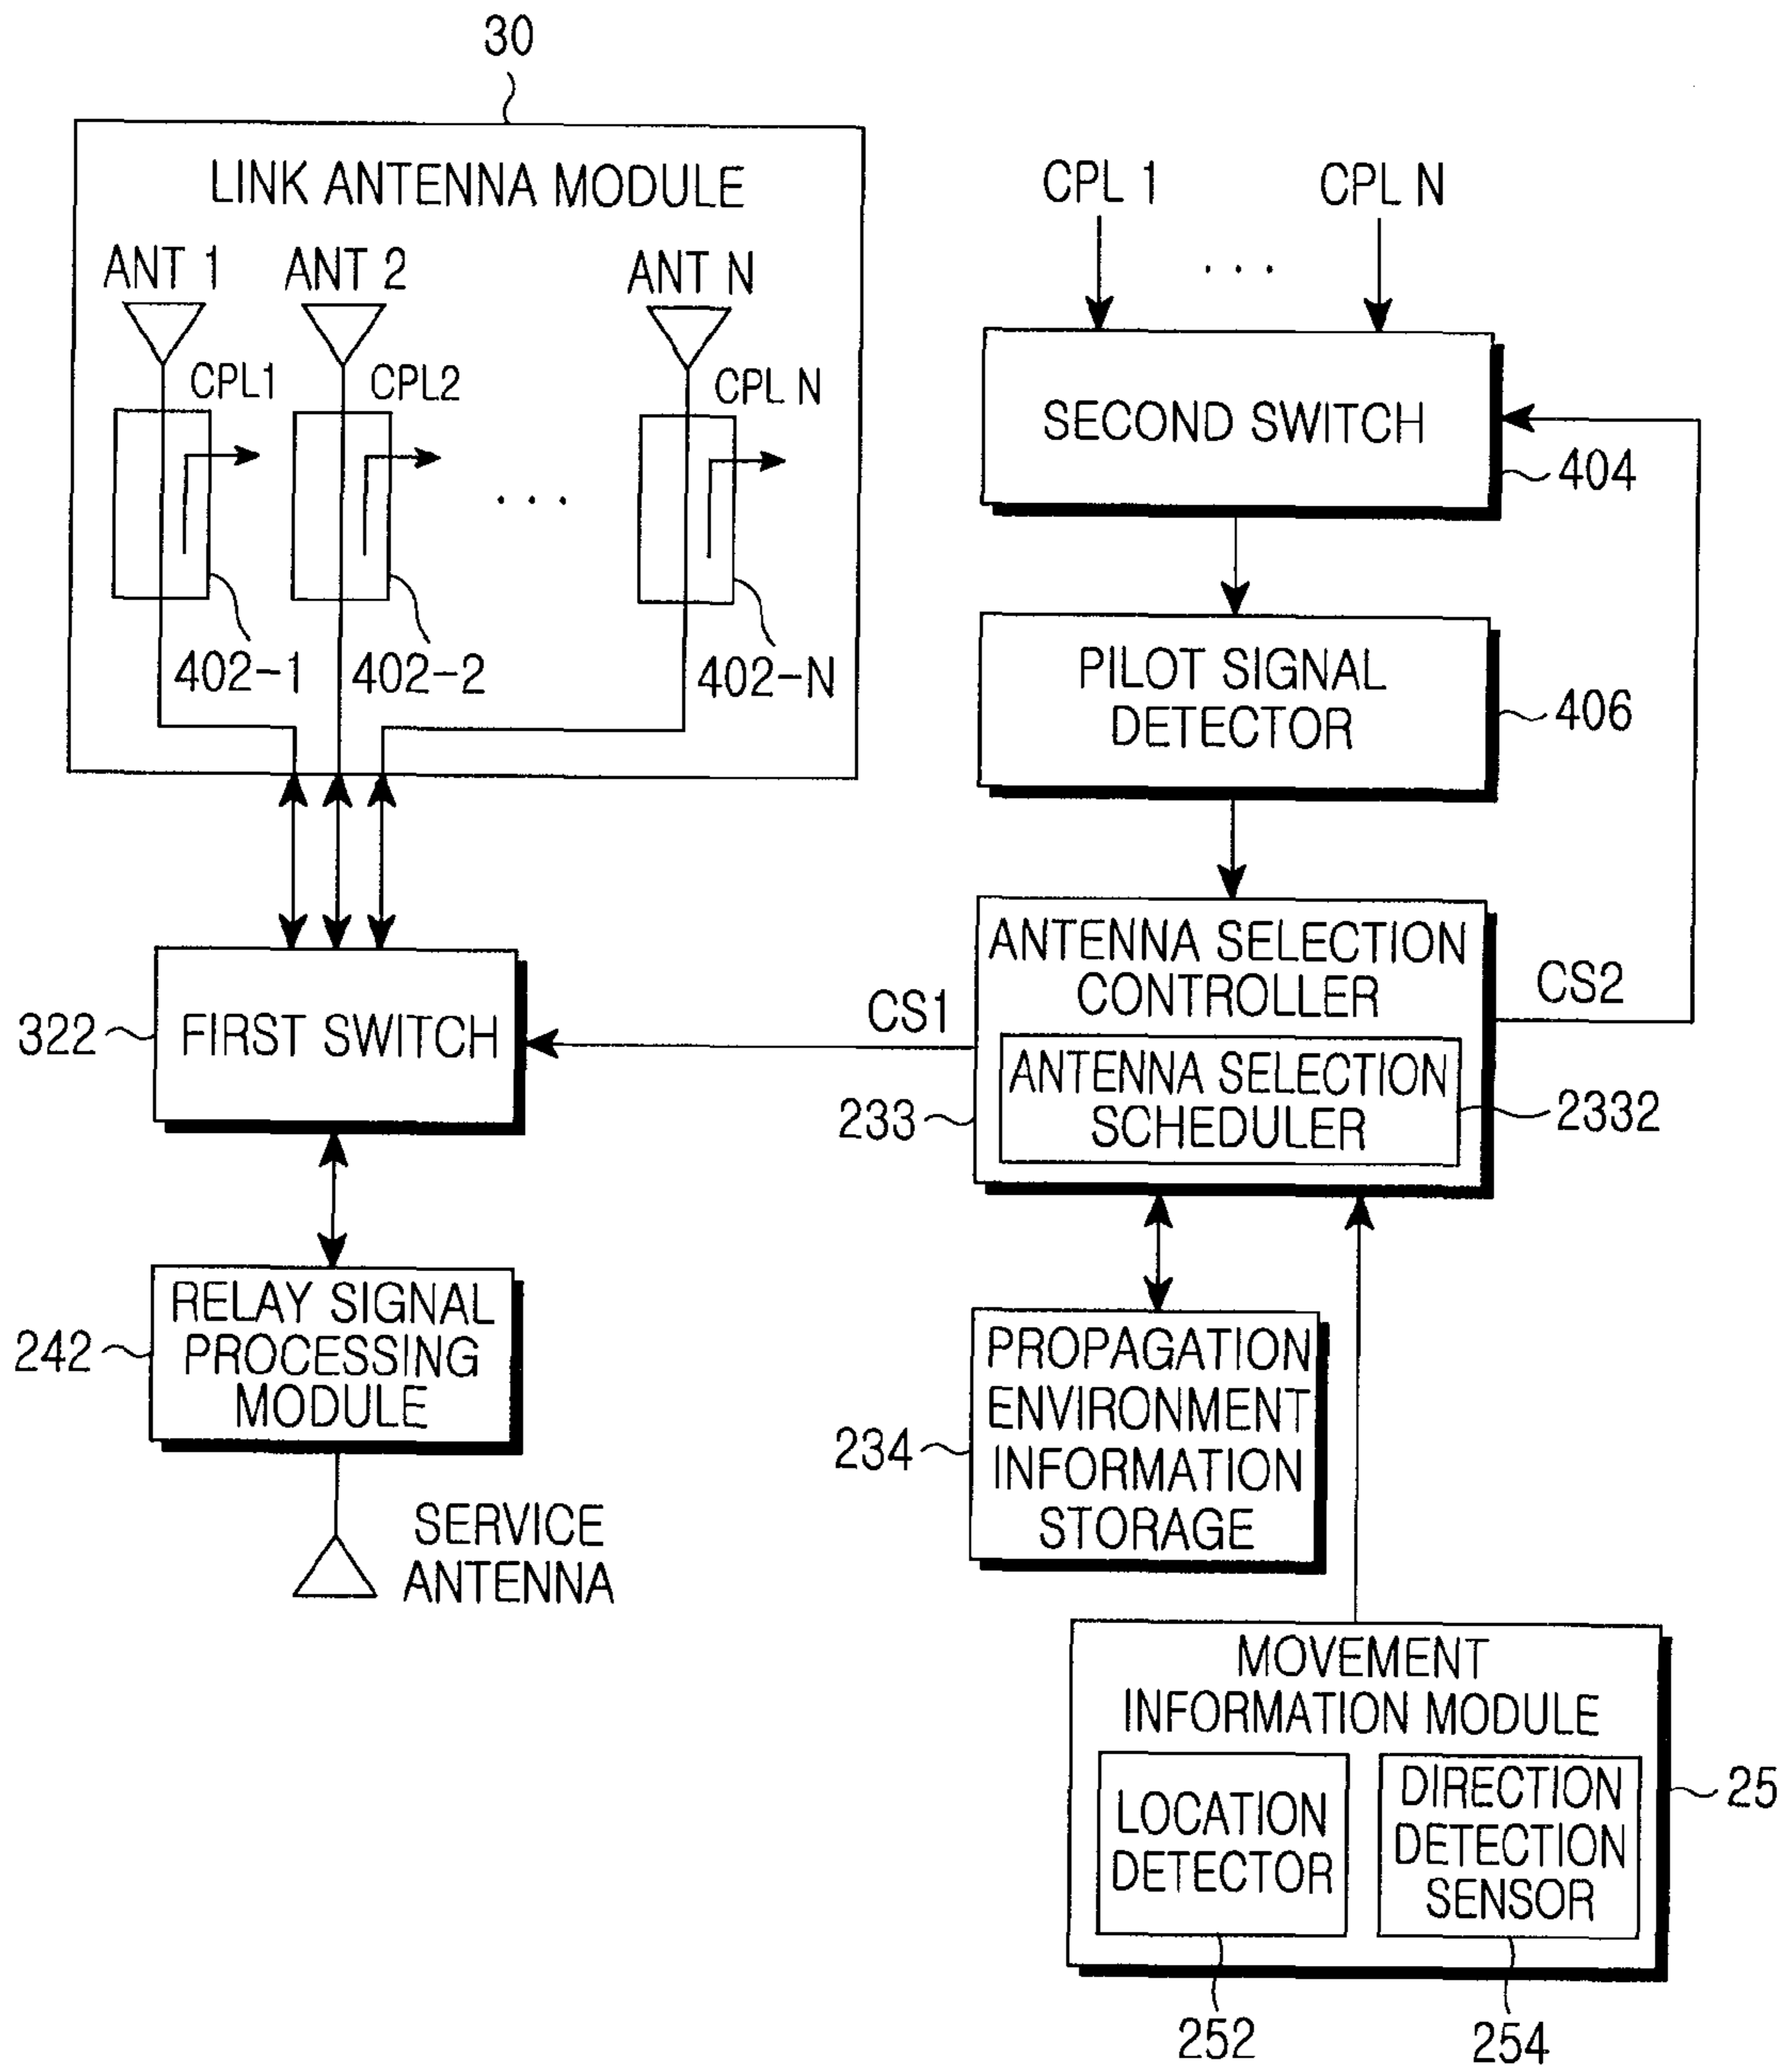 30
LINK ANTENNA MODULE
ANT 1
ANT 2
ANT N
CPL1
CPL2
CPL N
. . .
402-1
402-2
402-N
CPL 1
. . .
CPL N
SECOND SWITCH
404
PILOT SIGNAL
DETECTOR
406
ANTENNA SELECTION
CONTROLLER
ANTENNA SELECTION
SCHEDULER
233
2332
CS1
CS2
322
FIRST SWITCH
RELAY SIGNAL
PROCESSING
MODULE
242
SERVICE
ANTENNA
PROPAGATION
ENVIRONMENT
INFORMATION
STORAGE
234
MOVEMENT
INFORMATION MODULE
25
LOCATION
DETECTOR
DIRECTION
DETECTION
SENSOR
252
254